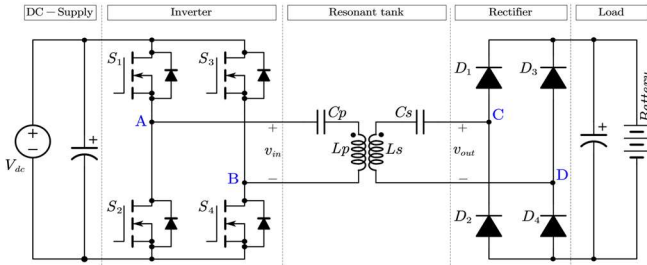 DC – Supply
Inverter
Resonant tank
Rectifier
Load
S1
S3
D1
D3
Cp
Cs
C
A
+
+
Vdc
vin
Lp
Ls
vout
Battery
B
D
−
−
S2
S4
D2
D4